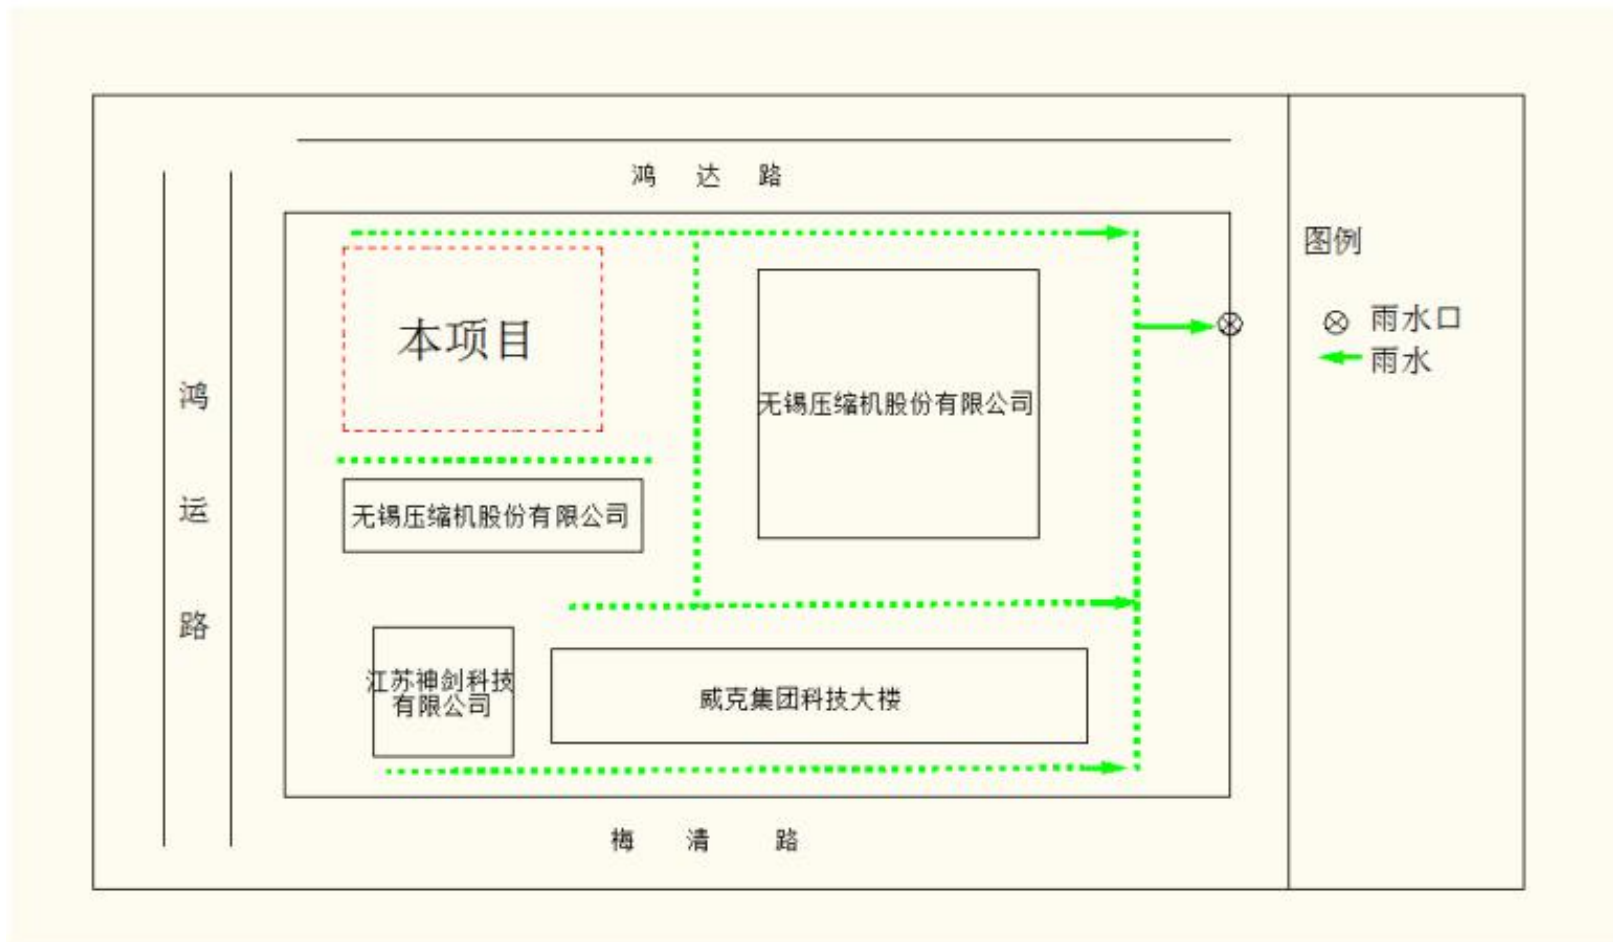 鸿 达 路
图例
雨水口
雨水
本项目
无锡压缩机股份有限公司
鸿
运
路
无锡压缩机股份有限公司
江苏神剑科技
有限公司
威克集团科技大楼
梅 清 路